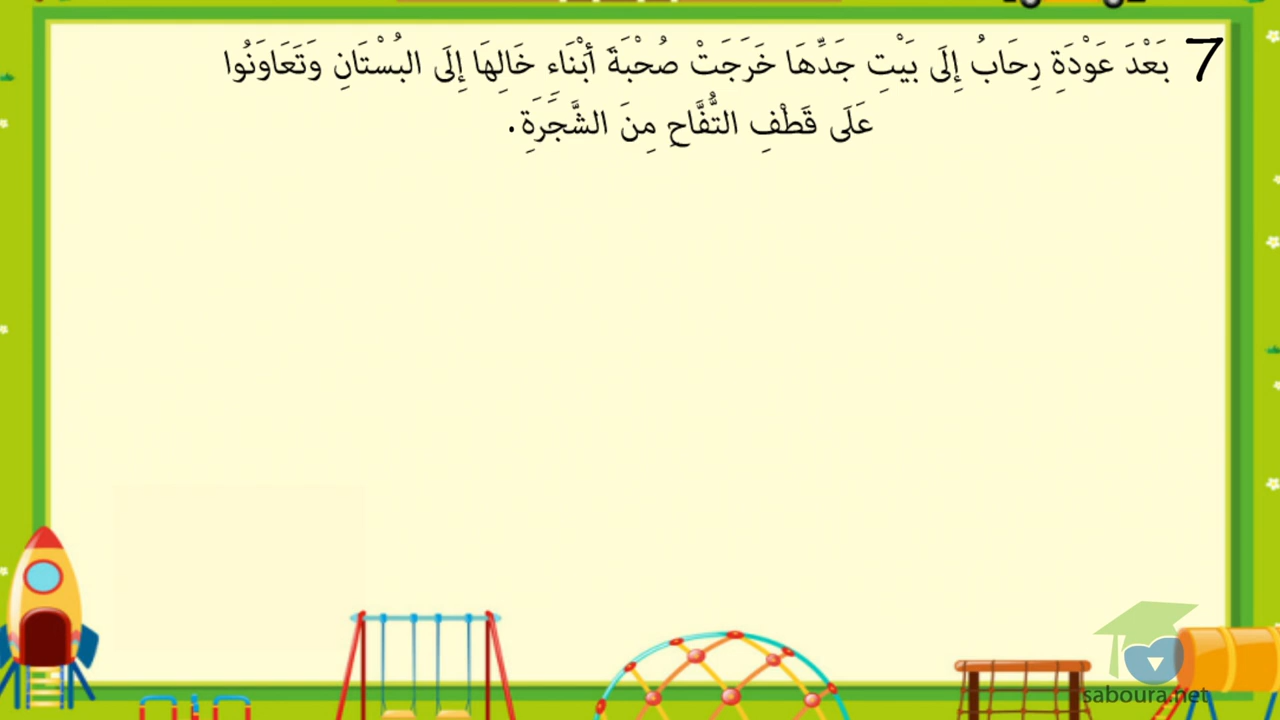 7 بَعْدَ عَوْدَةِ رِحَابُ إِلَى بَيْتِ جَدِّهَا خَرَجَتْ صُحْبَةَ أَبْنَاءِ خَالِهَا إِلَى البُسْتَانِ وَتَعَاوَنُوا
عَلَى قَطْفِ التُّفَّاحِ مِنَ الشَّجَرَةِ.
saboura.net